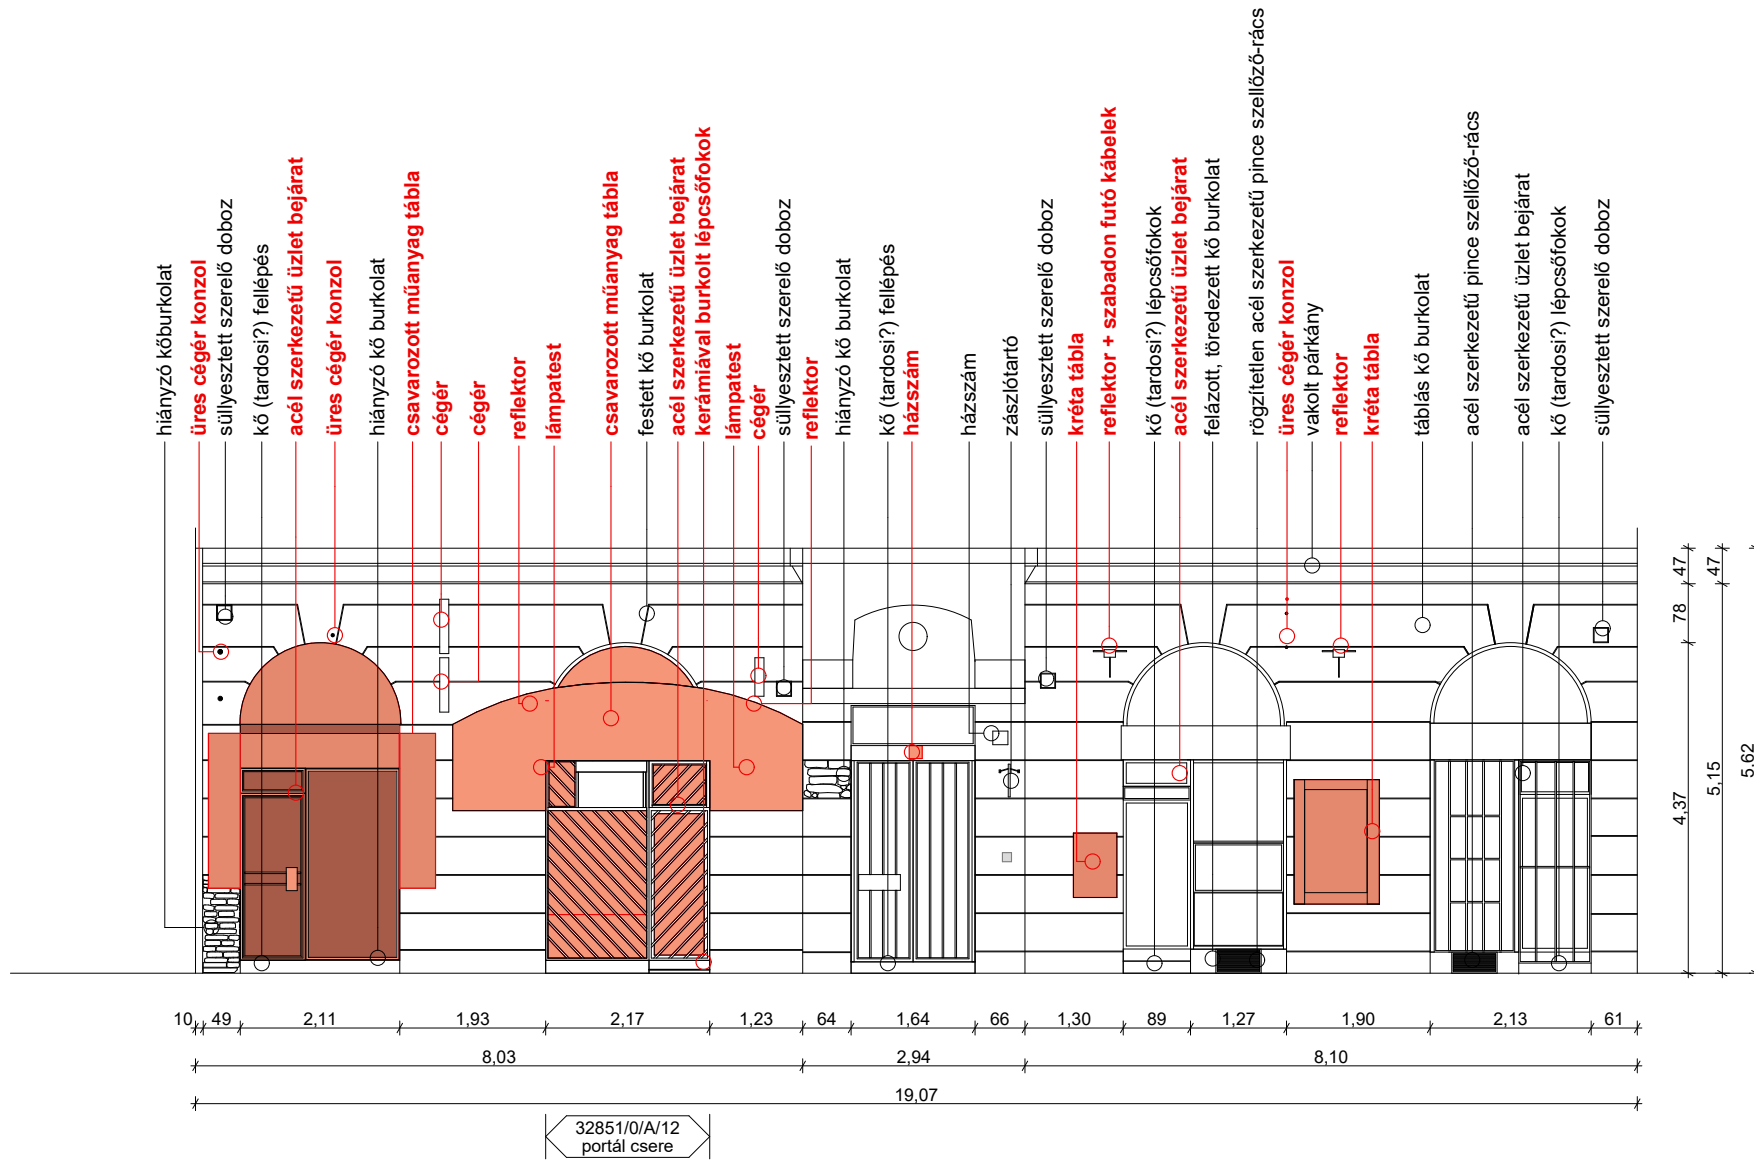 hiányzó kőburkolat
üres cégér konzol
süllyesztett szerelő doboz
kő (tardosi?) fellépés
acél szerkezetű üzlet bejárat
üres cégér konzol
hiányzó kő burkolat
csavarozott műanyag tábla
cégér
cégér
reflektor
lámpatest
csavarozott műanyag tábla
festett kő burkolat
acél szerkezetű üzlet bejárat
kerámiával burkolt lépcsőfokok
lámpatest
cégér
süllyesztett szerelő doboz
reflektor
hiányzó kő burkolat
kő (tardosi?) fellépés
házszám
házszám
zászlótartó
süllyesztett szerelő doboz
kréta tábla
reflektor + szabadon futó kábelek
kő (tardosi?) lépcsőfokok
acél szerkezetű üzlet bejárat
felázott, töredezett kő burkolat
rögzítetlen acél szerkezetű pince szellőző-rács
üres cégér konzol
vakolt párkány
reflektor
kréta tábla
táblás kő burkolat
acél szerkezetű pince szellőző-rács
acél szerkezetű üzlet bejárat
kő (tardosi?) lépcsőfokok
süllyesztett szerelő doboz
47
78
4,37
47
5,15
5,62
10 49 2,11 1,93 2,17 1,23 64 1,64 66 1,30 89 1,27 1,90 2,13 61
8,03 2,94 8,10
19,07
32851/0/A/12
portál csere